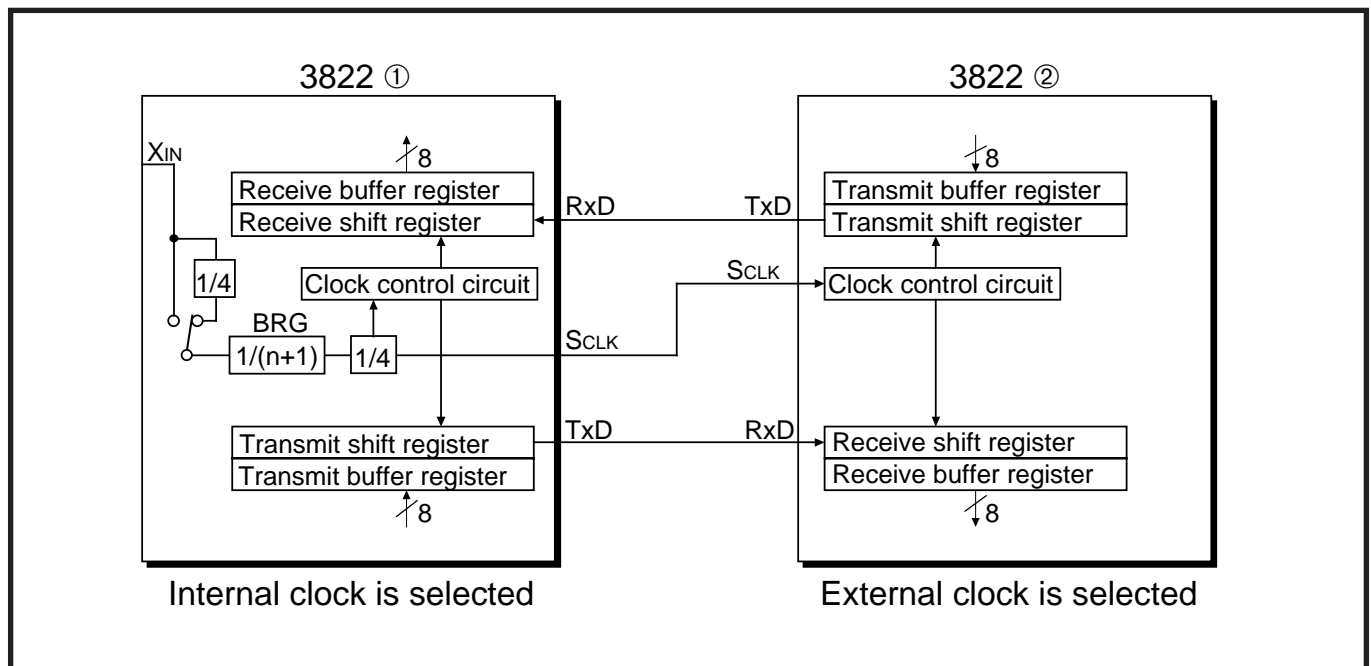 3822 ①
3822 ②
XIN
8
8
Receive buffer register
Transmit buffer register
Receive shift register
RxD
TxD
Transmit shift register
1/4
Clock control circuit
SCLK
Clock control circuit
BRG
1/(n+1)
1/4
SCLK
Transmit shift register
TxD
RxD
Receive shift register
Transmit buffer register
Receive buffer register
8
8
Internal clock is selected
External clock is selected